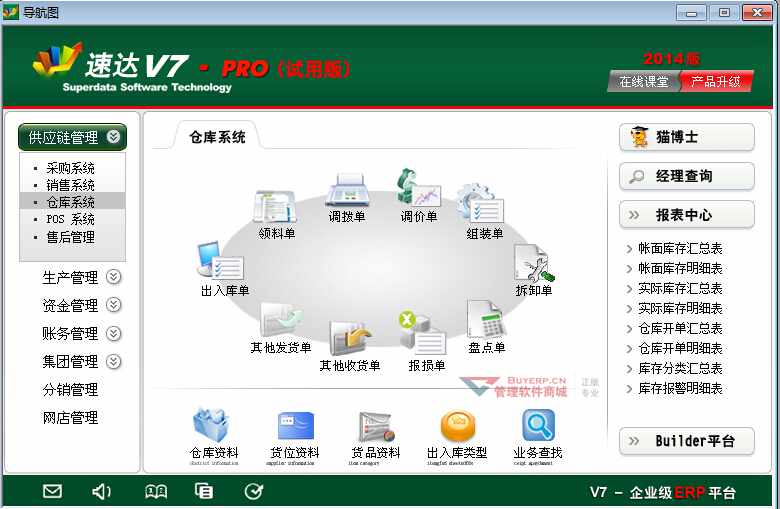 导航图
速达V7 - PRO (试用版)
Superdata Software Technology
2014版
在线课堂
产品升级
供应链管理
采购系统
销售系统
仓库系统
POS 系统
售后管理
生产管理
资金管理
账务管理
集团管理
分销管理
网店管理
仓库系统
领料单
调拨单
调价单
组装单
出入库单
拆卸单
其他发货单
其他收货单
报损单
盘点单
BUYERP.CN
管理软件商城
正版
专业
仓库资料
货位资料
货品资料
出入库类型
业务查找
district information
supplier information
item category
猫博士
经理查询
报表中心
帐面库存汇总表
帐面库存明细表
实际库存汇总表
实际库存明细表
仓库开单汇总表
仓库开单明细表
库存分类汇总表
库存报警明细表
Builder平台
V7 - 企业级ERP平台